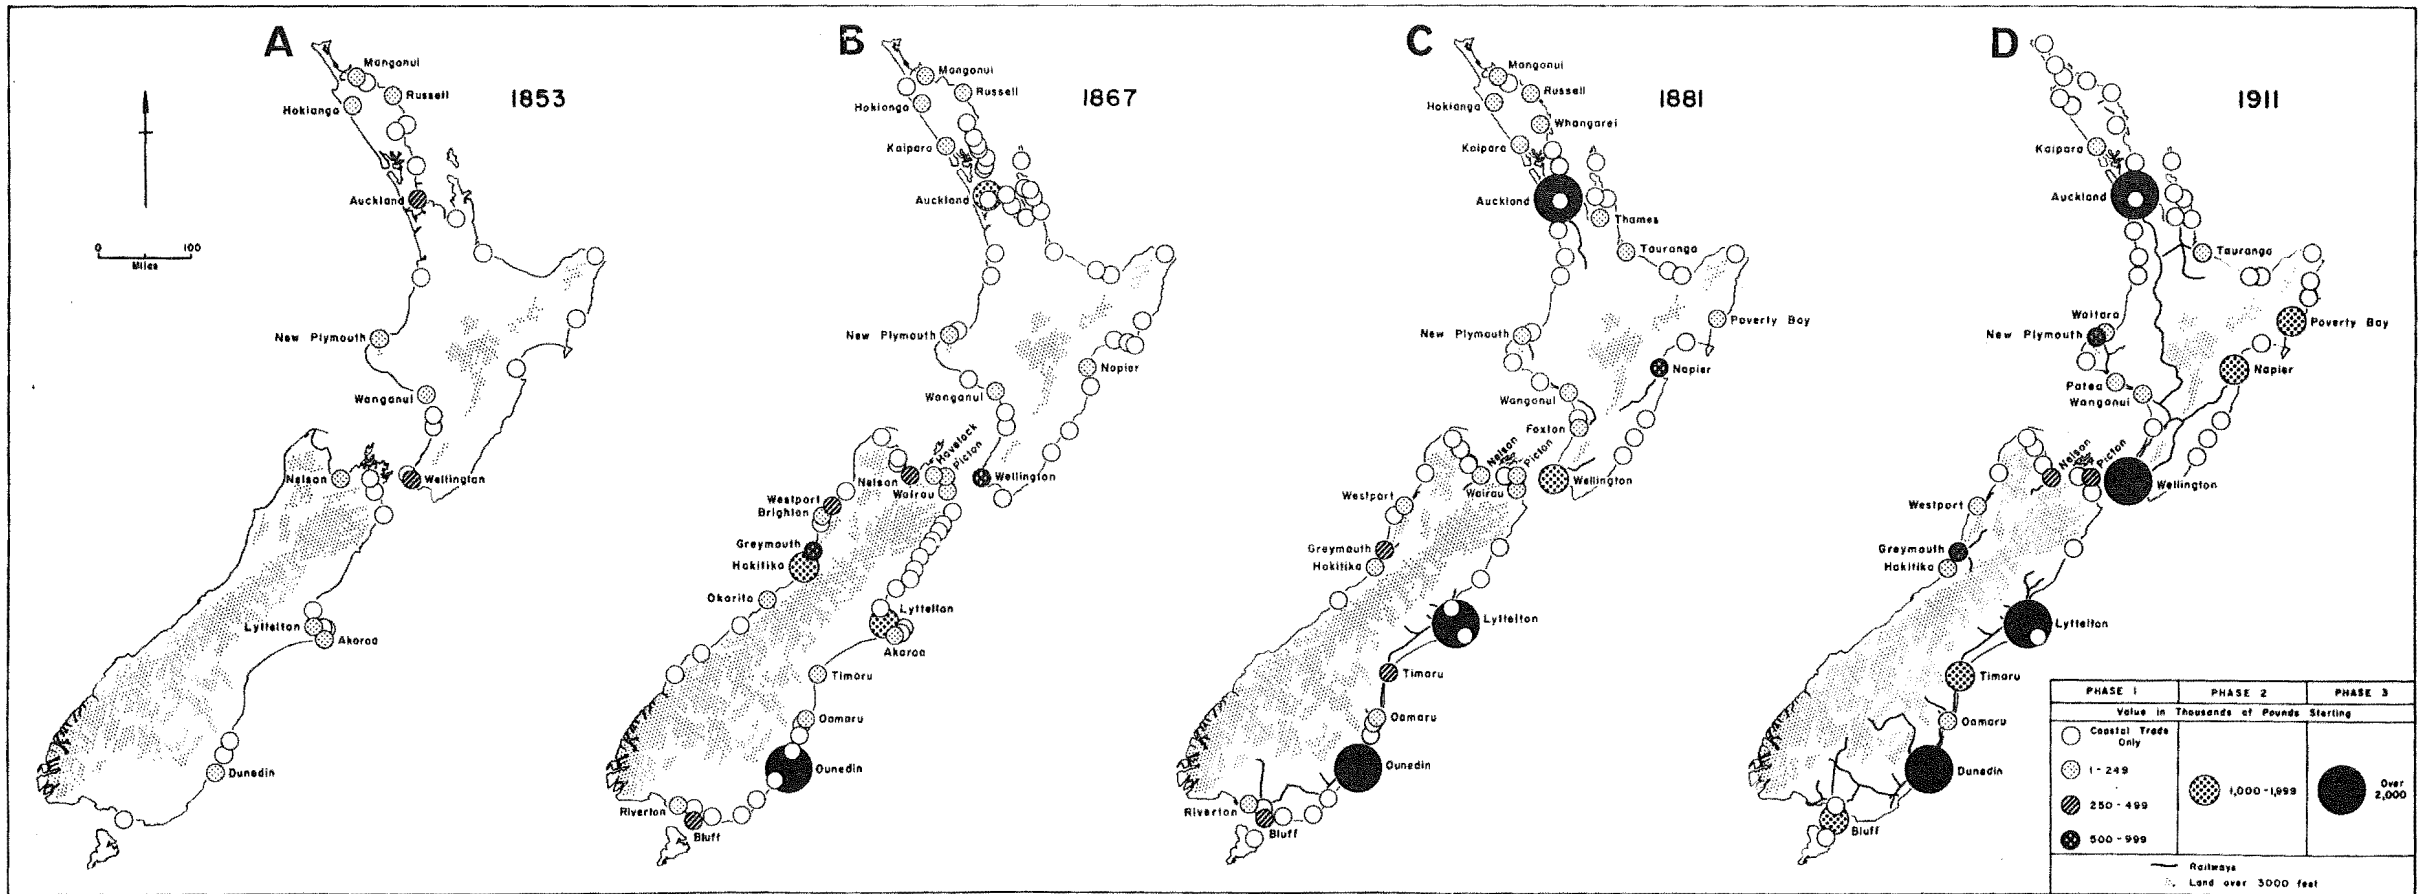 A
1853
Manganui
Russell
Hokianga
Auckland
0 100
Miles
New Plymouth
Wanganui
Nelson
Wellington
Lyttelton
Akaroa
Dunedin
B
1867
Manganui
Russell
Hokianga
Kaipara
Auckland
New Plymouth
Napier
Wanganui
Havelock
Picton
Nelson
Wellington
Wairau
Westport
Brighton
Greymouth
Hokitika
Okarito
Lyttelton
Akaroa
Timaru
Oamaru
Dunedin
Riverton
Bluff
C
1881
Manganui
Russell
Hokianga
Whangarei
Kaipara
Auckland
Thames
Tauranga
Poverty Bay
New Plymouth
Napier
Wanganui
Foxton
Nelson
Picton
Wellington
Wairau
Westport
Greymouth
Hokitika
Lyttelton
Timaru
Oamaru
Dunedin
Riverton
Bluff
D
1911
Kaipara
Auckland
Tauranga
Waitara
Poverty Bay
New Plymouth
Napier
Patea
Wanganui
Nelson
Picton
Wellington
Westport
Greymouth
Hokitika
Lyttelton
Timaru
Oamaru
Dunedin
Bluff
PHASE 1 PHASE 2 PHASE 3
Value in Thousands of Pounds Sterling
Coastal Trade
Only
1 - 249
250 - 499
500 - 999
1,000 - 1,999
Over
2,000
Railways
Land over 3000 feet